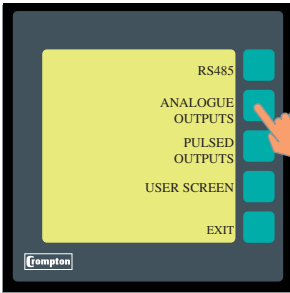 RS485
ANALOGUE
OUTPUTS
PULSED
OUTPUTS
USER SCREEN
EXIT
Crompton